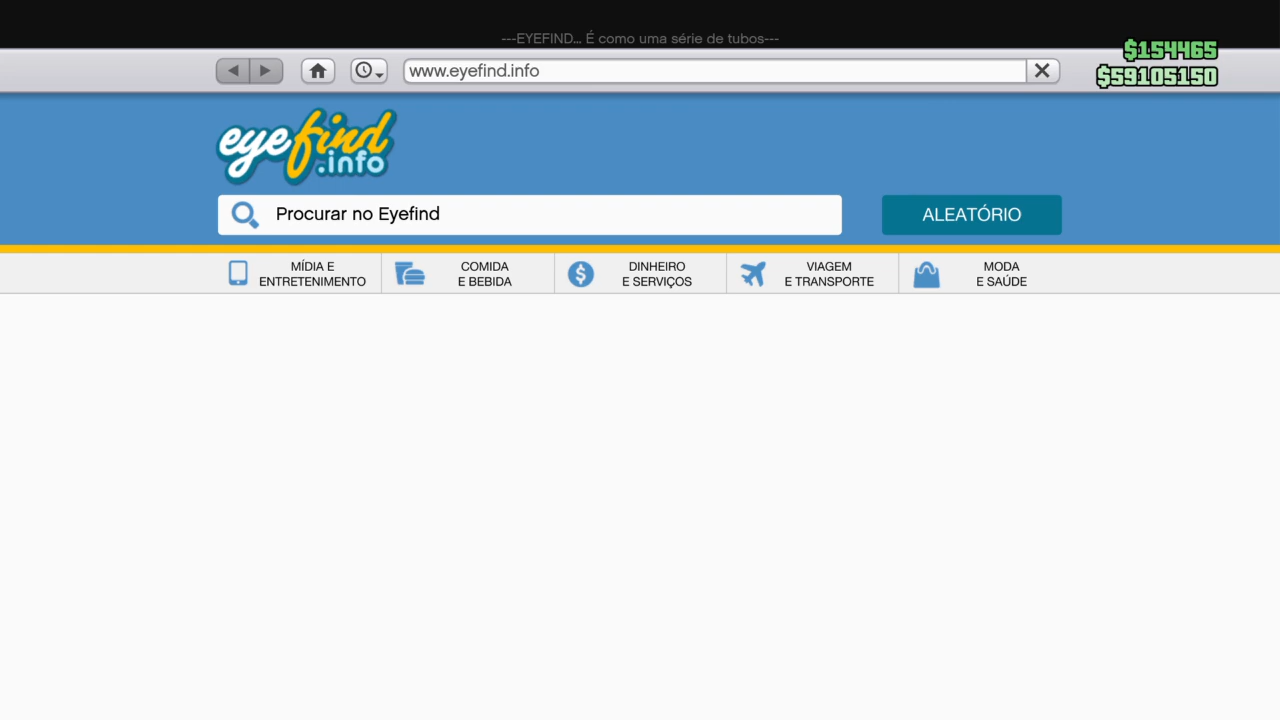 ---EYEFIND... É como uma série de tubos---
www.eyefind.info
$154465
$59105150
eyefind
.info
Procurar no Eyefind
ALEATÓRIO
MÍDIA E
ENTRETENIMENTO
COMIDA
E BEBIDA
DINHEIRO
E SERVIÇOS
VIAGEM
E TRANSPORTE
MODA
E SAÚDE